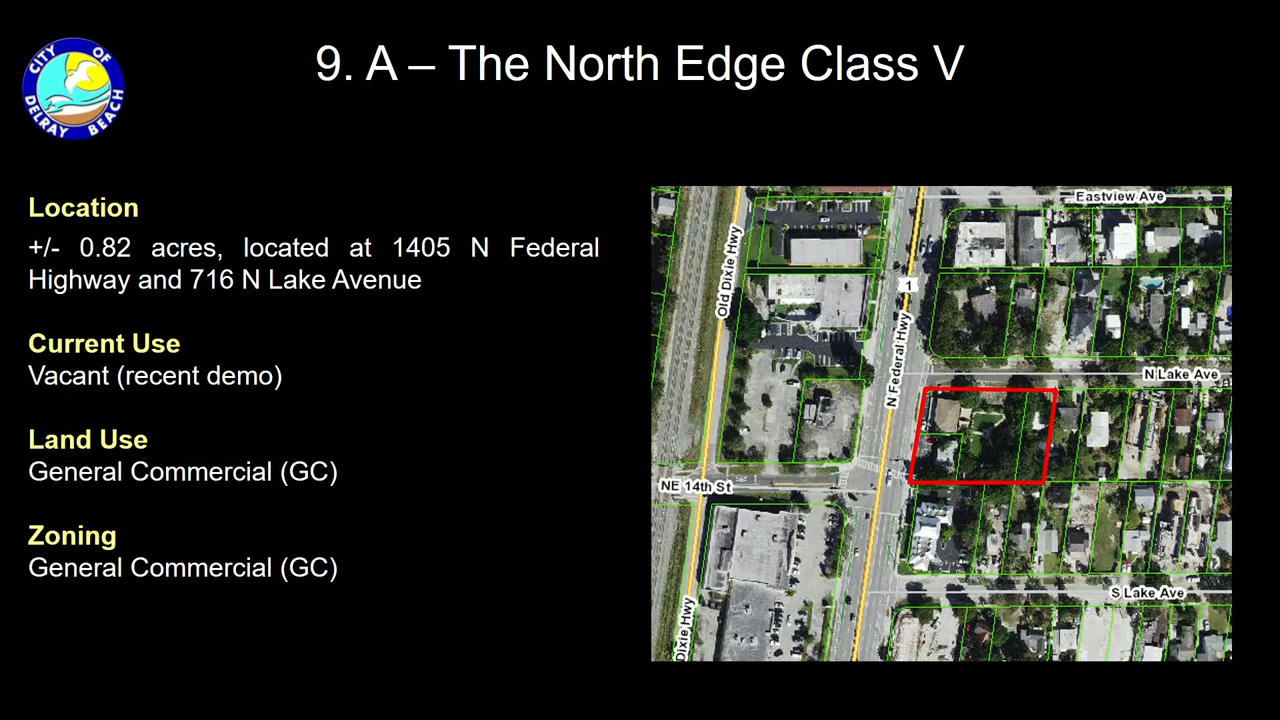 CITY OF
DELRAY BEACH
9. A – The North Edge Class V
Location
+/- 0.82 acres, located at 1405 N Federal
Highway and 716 N Lake Avenue
Current Use
Vacant (recent demo)
Land Use
General Commercial (GC)
Zoning
General Commercial (GC)
Eastview Ave
Old Dixie Hwy
1
N Federal Hwy
N Lake Ave
NE 14th St
S Lake Ave
Dixie Hwy